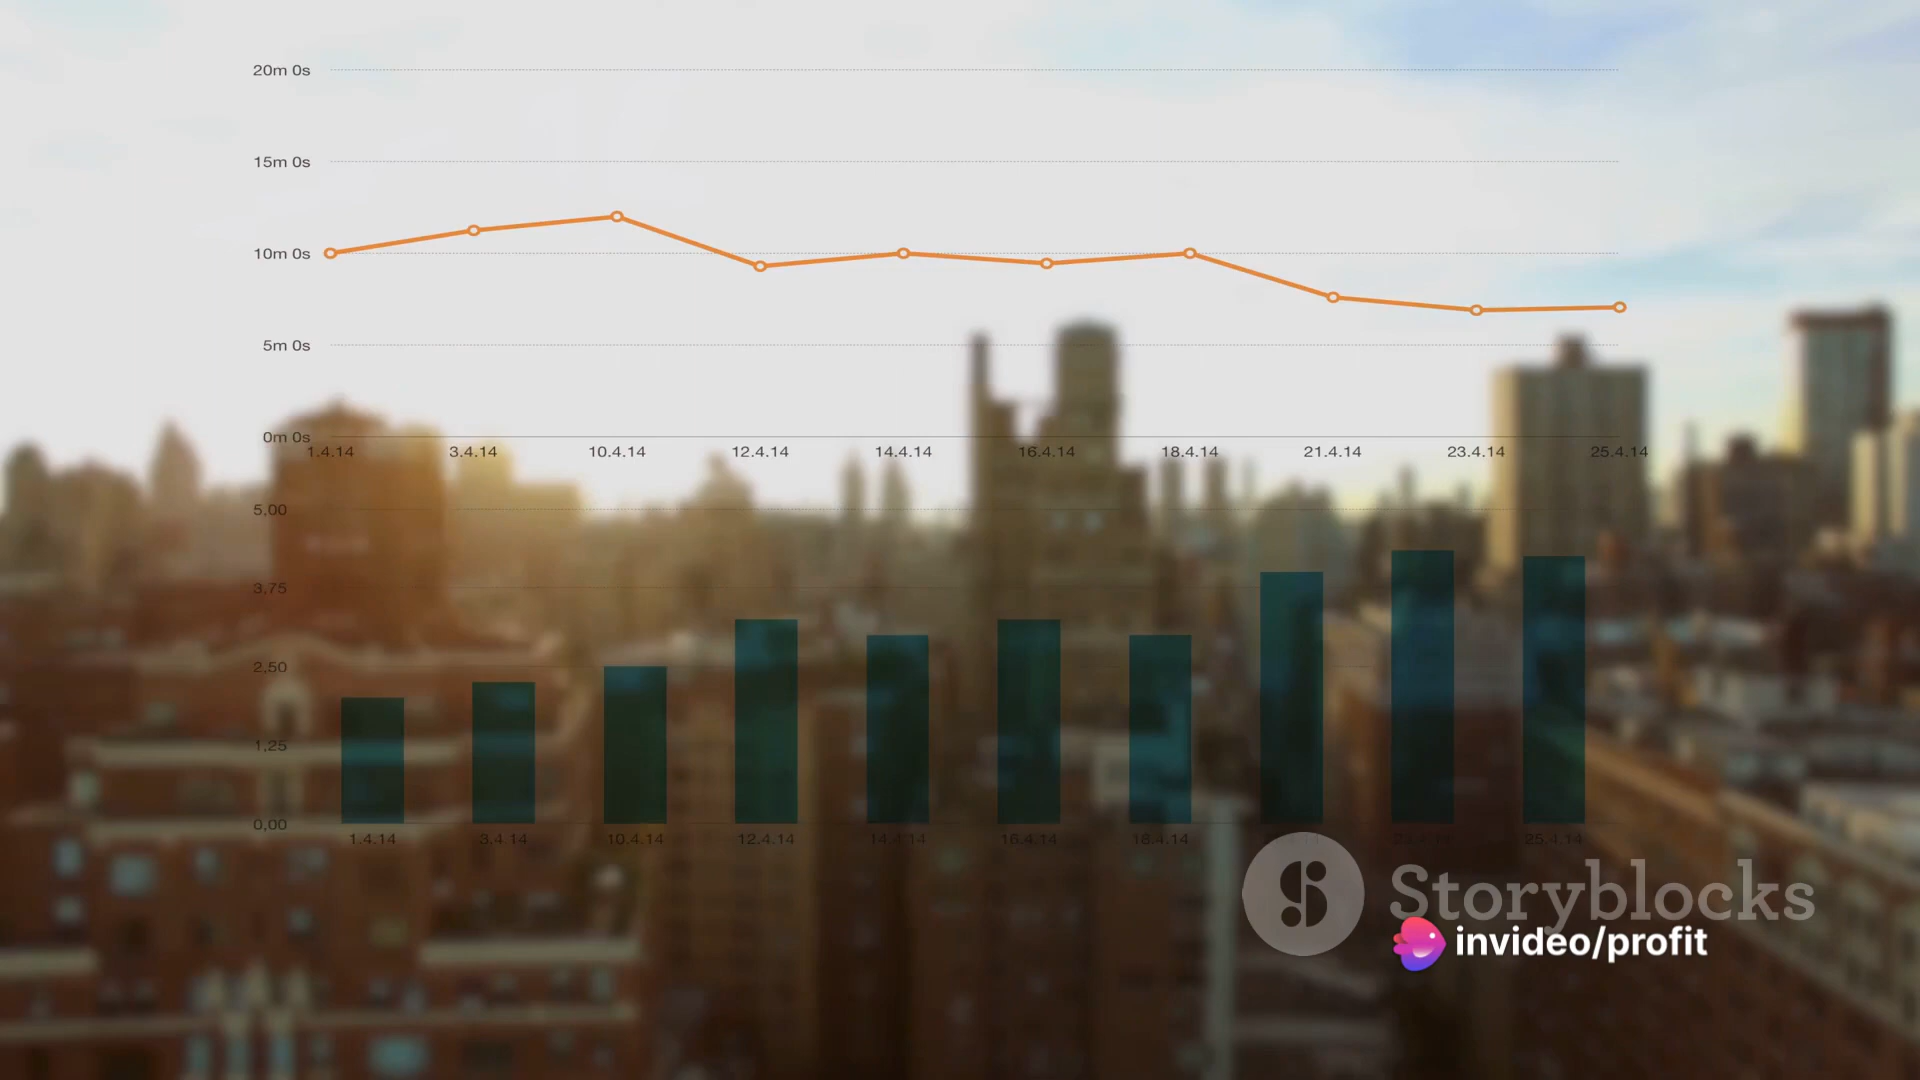 20m 0s
15m 0s
10m 0s
5m 0s
0m 0s
1.4.14 3.4.14 10.4.14 12.4.14 14.4.14 16.4.14 18.4.14 21.4.14 23.4.14 25.4.14
5,00
3,75
2,50
1,25
0,00
1.4.14 3.4.14 10.4.14 12.4.14 14.4.14 16.4.14 18.4.14 25.4.14
Storyblocks
invideo/profit